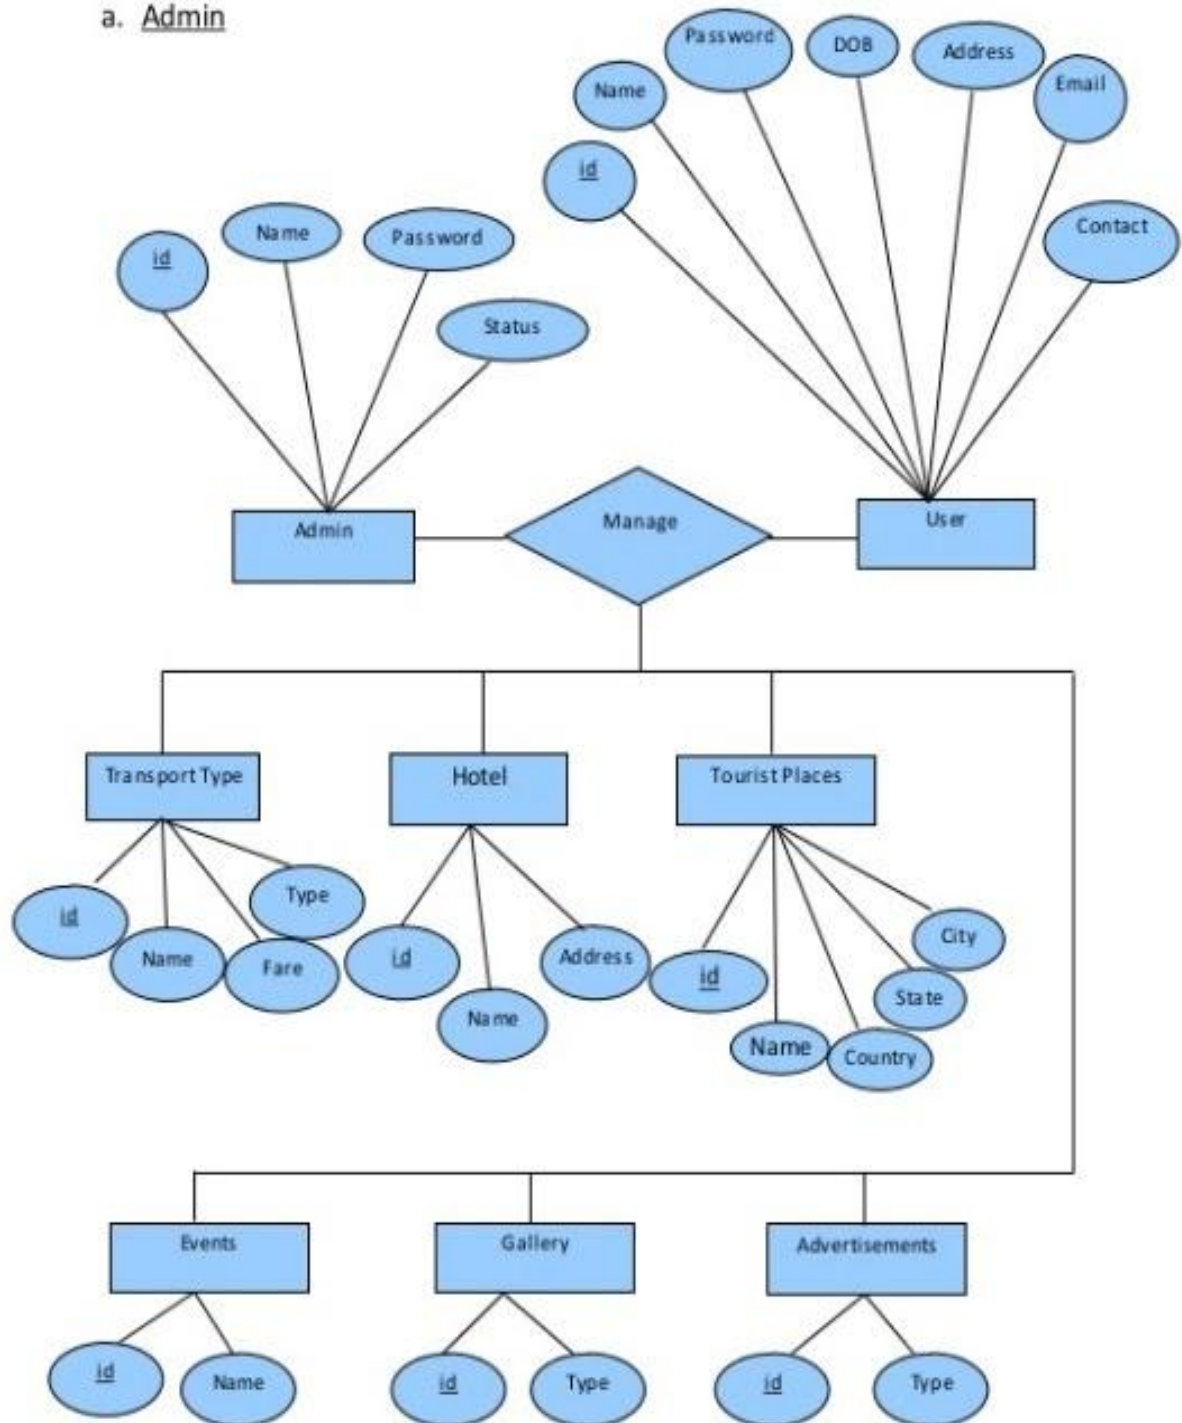 a. Admin
Password
DOB
Address
Email
Name
id
Contact
id
Name
Password
Status
Admin
Manage
User
Transport Type
Hotel
Tourist Places
id
Name
Fare
Type
id
Name
Address
id
Name
Country
State
City
Events
Gallery
Advertisements
id
Name
id
Type
id
Type